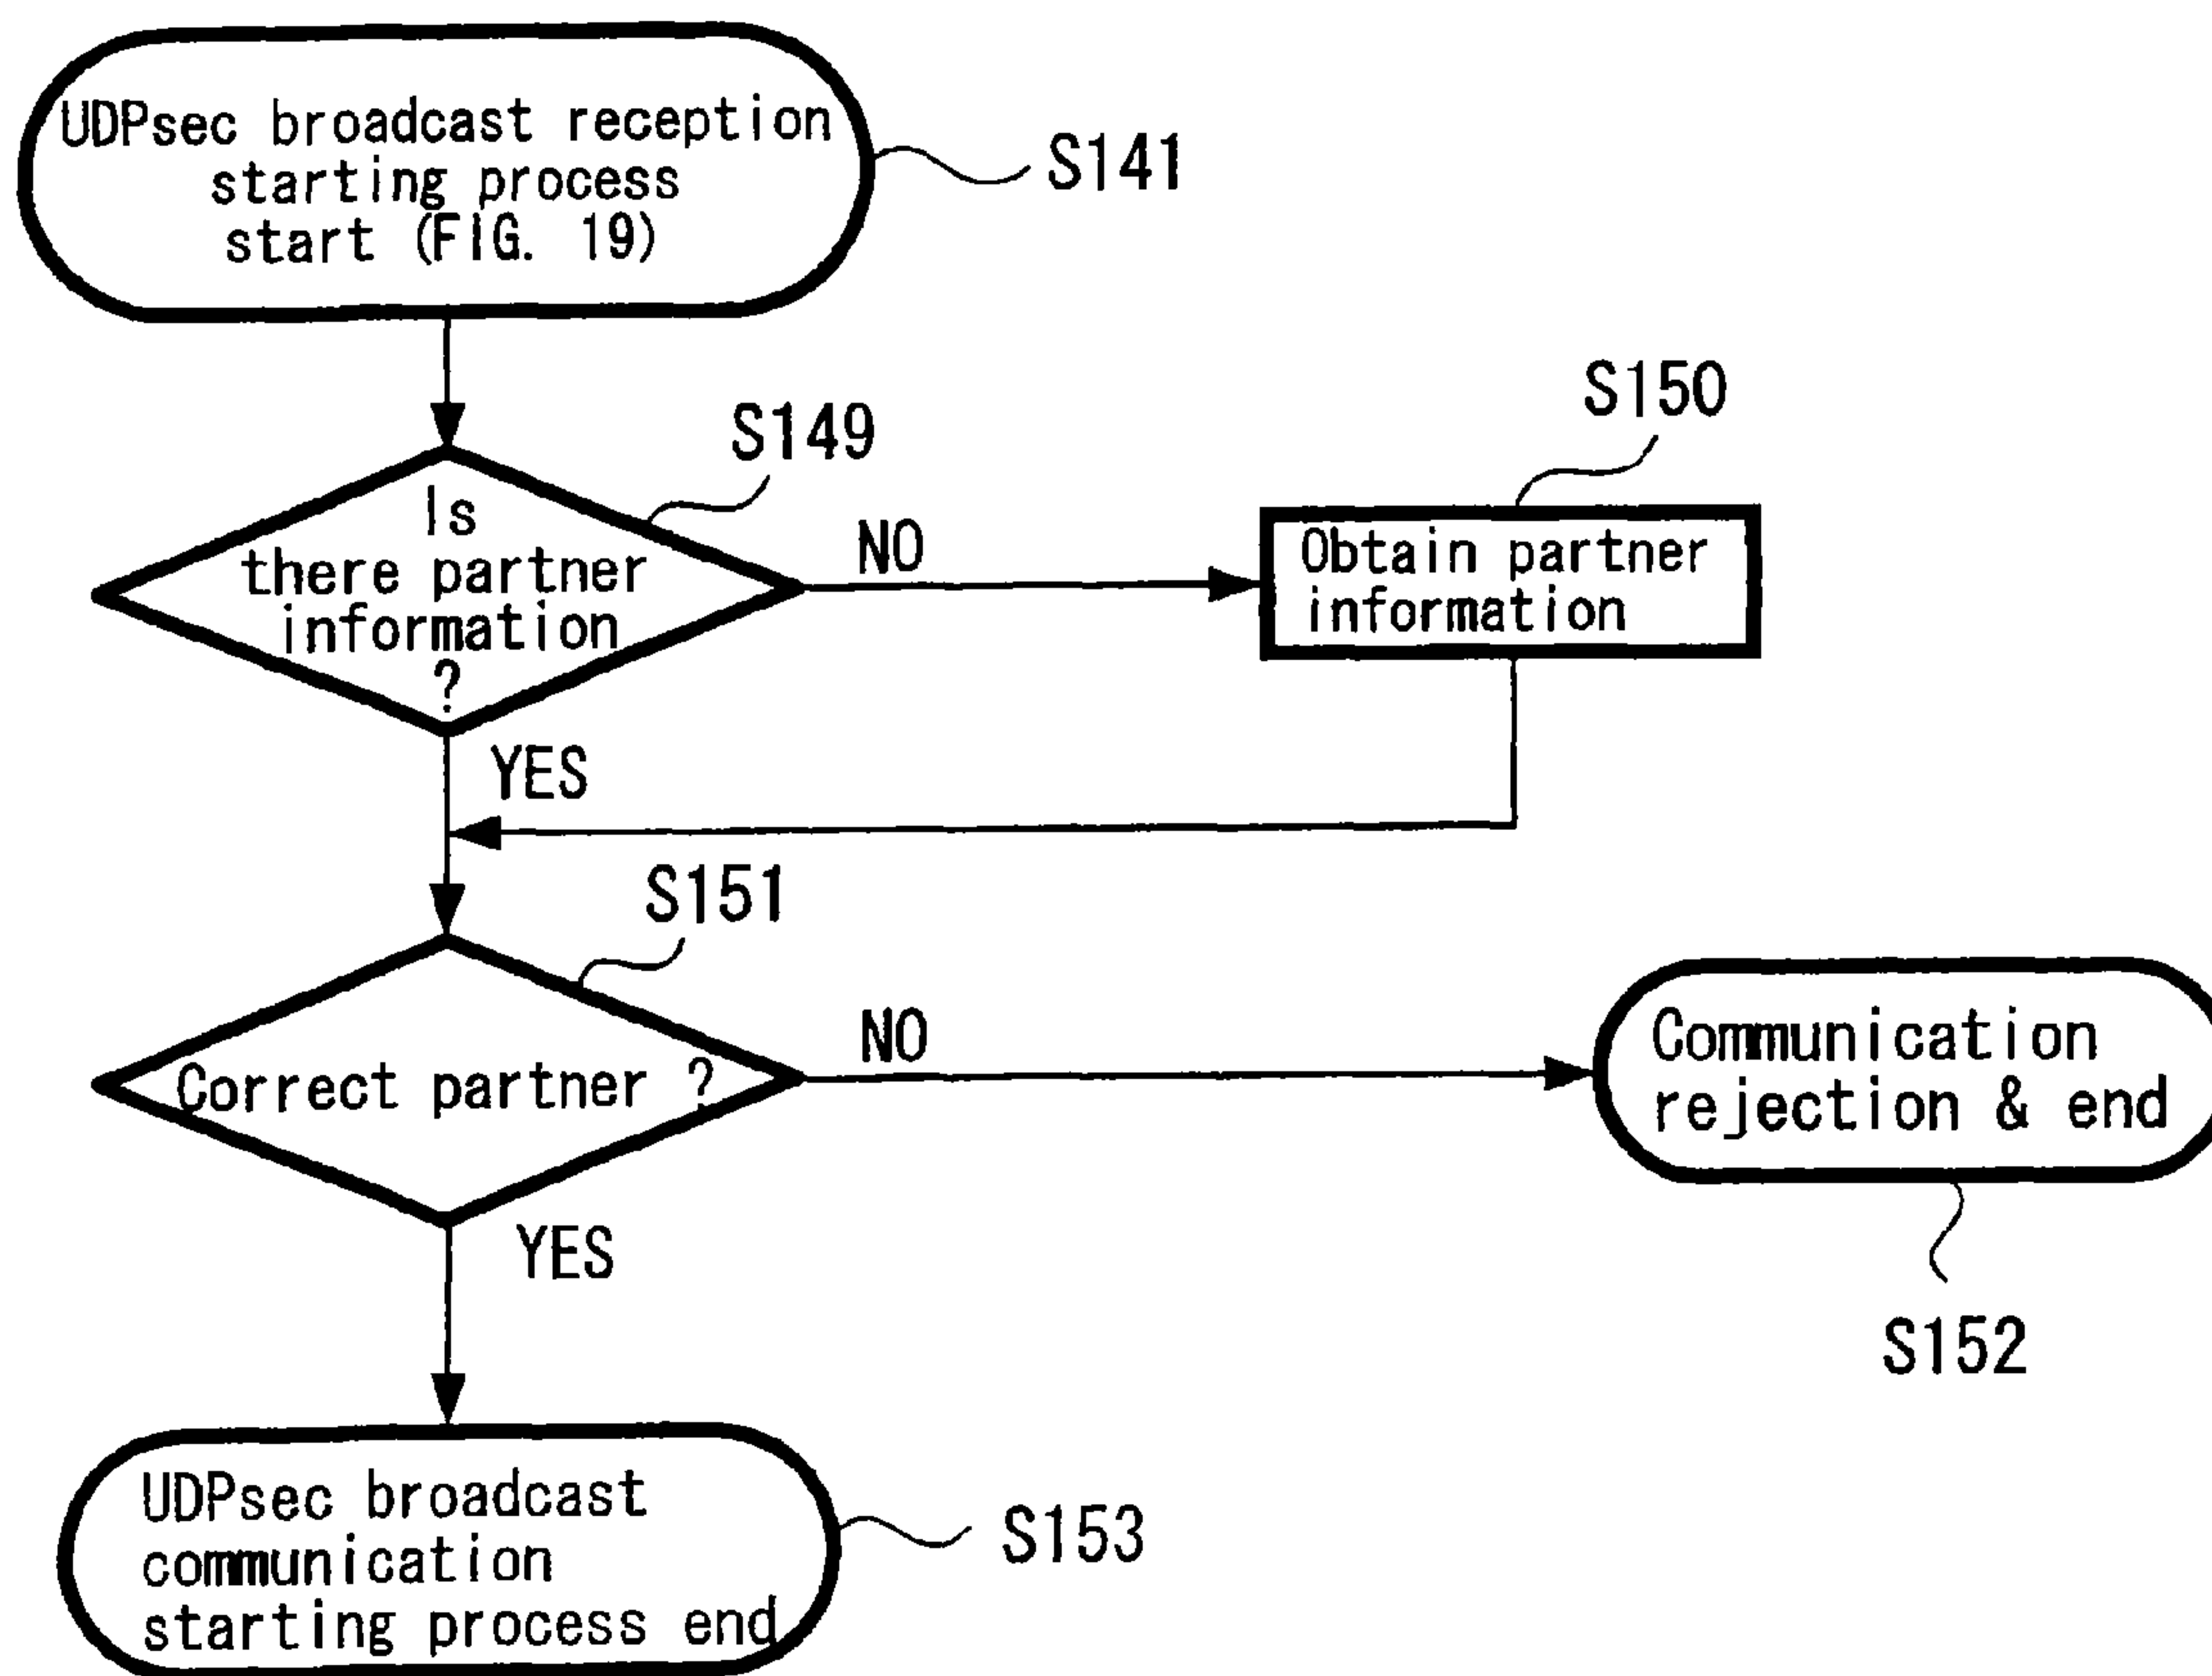 UDPsec broadcast reception
starting process
start (FIG. 19)
S141
S149
Is
there partner
information
?
NO
S150
Obtain partner
information
YES
S151
Correct partner ?
NO
Communication
rejection & end
S152
YES
UDPsec broadcast
communication
starting process end
S153